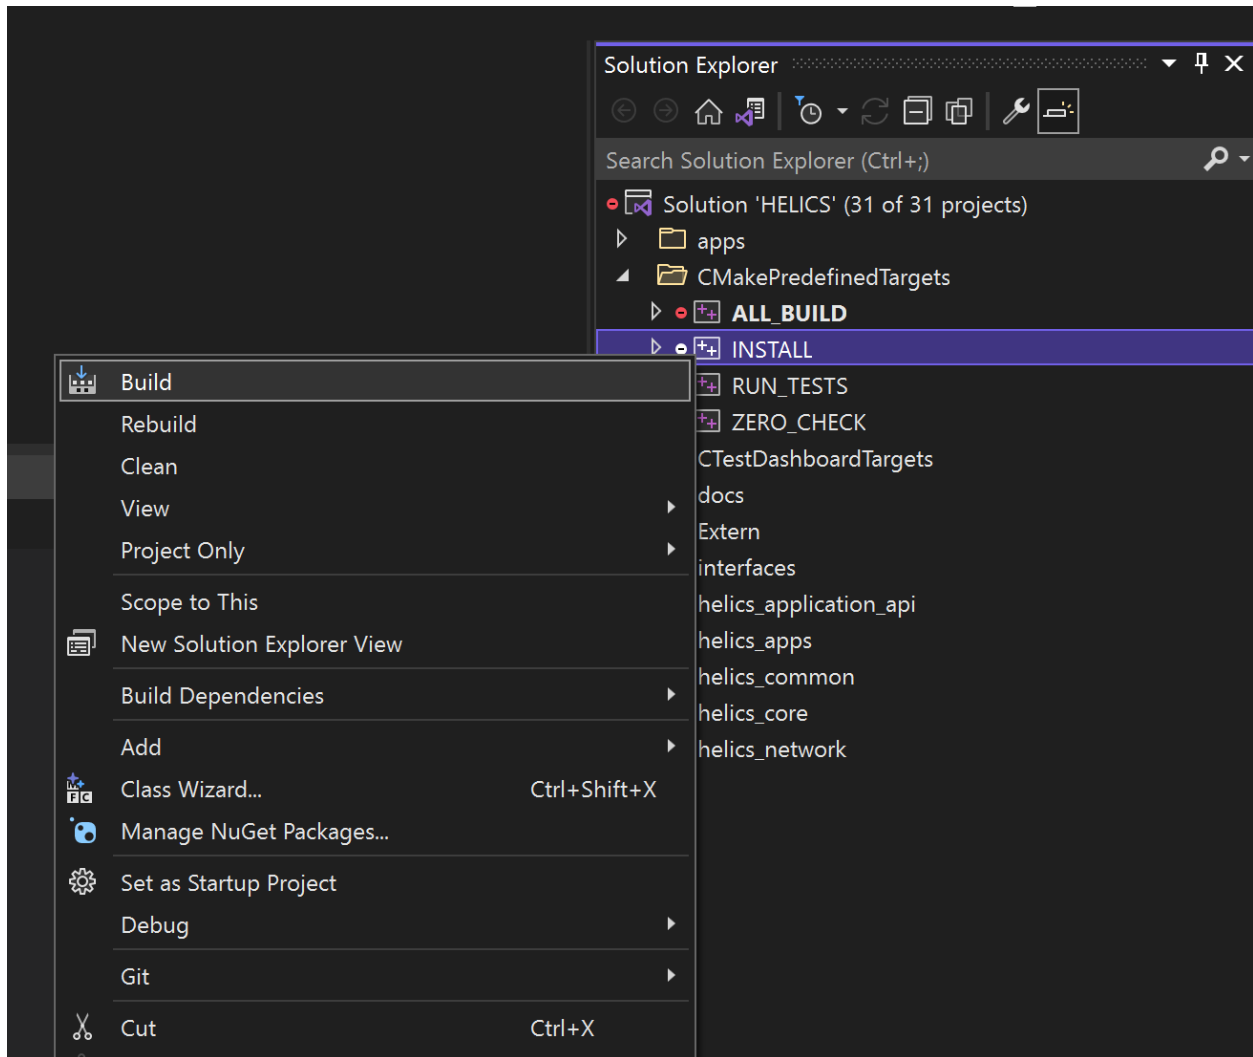 Solution Explorer
Search Solution Explorer (Ctrl+;)
Solution 'HELICS' (31 of 31 projects)
apps
CMakePredefinedTargets
ALL_BUILD
INSTALL
RUN_TESTS
ZERO_CHECK
CTestDashboardTargets
docs
Extern
interfaces
helics_application_api
helics_apps
helics_common
helics_core
helics_network
Build
Rebuild
Clean
View
Project Only
Scope to This
New Solution Explorer View
Build Dependencies
Add
Class Wizard... Ctrl+Shift+X
Manage NuGet Packages...
Set as Startup Project
Debug
Git
Cut Ctrl+X